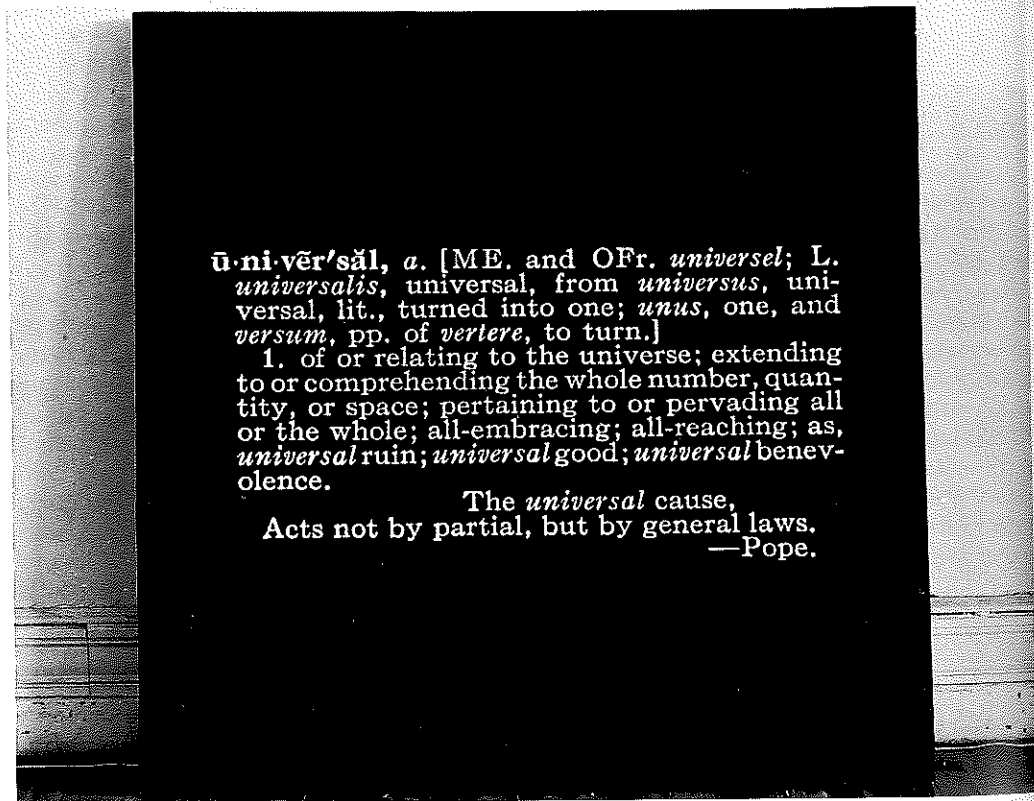 ū·ni·vẽr′săl, a. [ME. and OFr. universel; L.
universalis, universal, from universus, uni-
versal, lit., turned into one; unus, one, and
versum, pp. of vertere, to turn.]
1. of or relating to the universe; extending
to or comprehending the whole number, quan-
tity, or space; pertaining to or pervading all
or the whole; all-embracing; all-reaching; as,
universal ruin; universal good; universal benev-
olence.
The universal cause,
Acts not by partial, but by general laws.
—Pope.